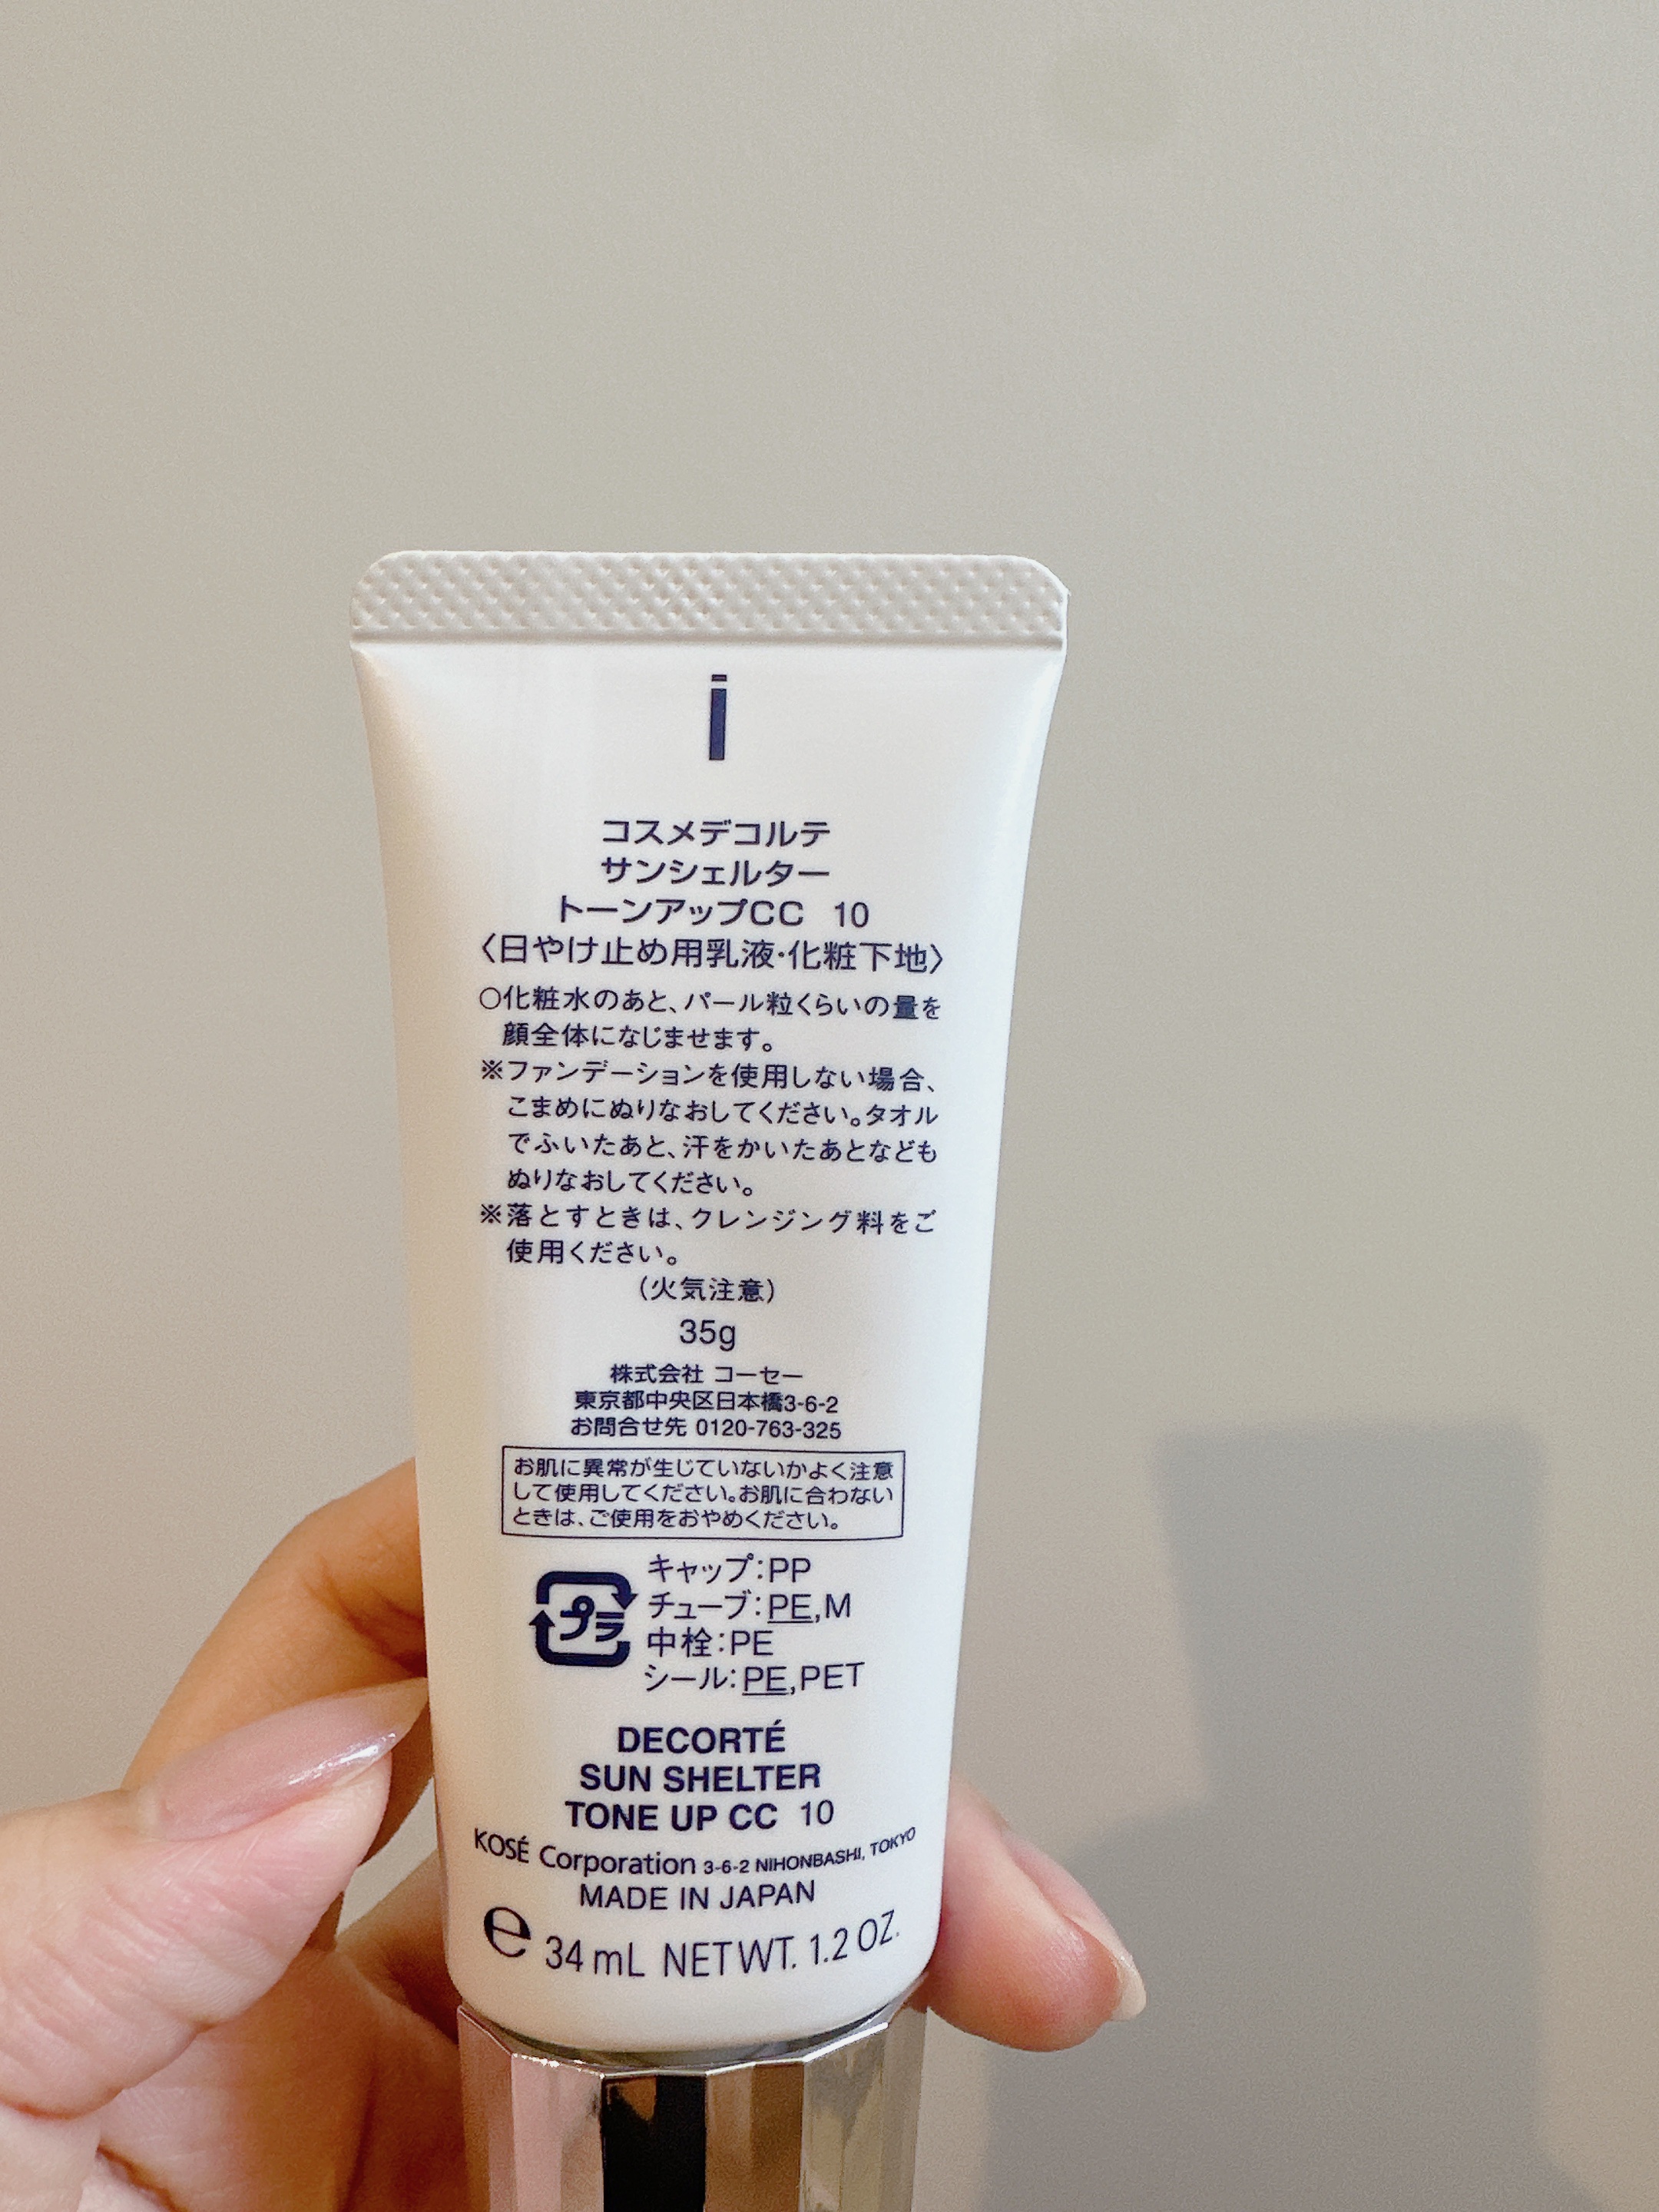 コスメデコルテ
サンシェルター
トーンアップCC 10
〈日やけ止め用乳液・化粧下地〉
○化粧水のあと、パール粒くらいの量を
顔全体になじませます。
※ファンデーションを使用しない場合、
こまめにぬりなおしてください。タオル
でふいたあと、汗をかいたあとなども
ぬりなおしてください。
※落とすときは、クレンジング料をご
使用ください。
(火気注意)
35g
株式会社 コーセー
東京都中央区日本橋3-6-2
お問合せ先 0120-763-325
お肌に異常が生じていないかよく注意
して使用してください。お肌に合わない
ときは、ご使用をおやめください。
プラ
キャップ:PP
チューブ:PE,M
中栓:PE
シール:PE,PET
DECORTÉ
SUN SHELTER
TONE UP CC 10
KOSÉ Corporation 3-6-2 NIHONBASHI, TOKYO
MADE IN JAPAN
℮ 34 mL NET WT. 1.2 OZ.